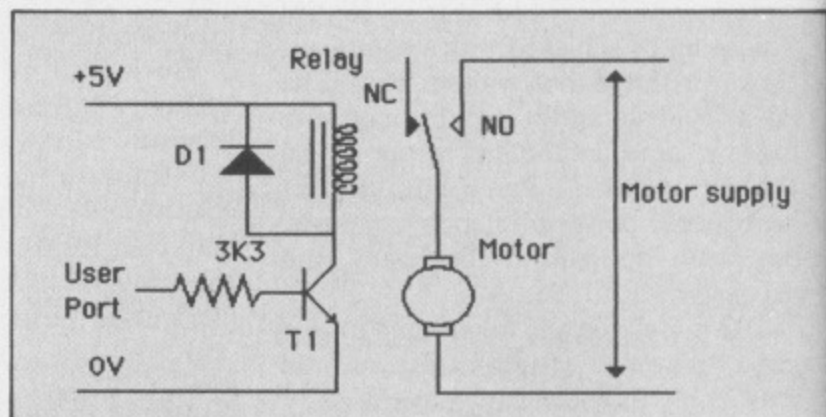 Relay
+5V
NC
NO
D1
Motor supply
3K3
Motor
User
Port
T1
0V